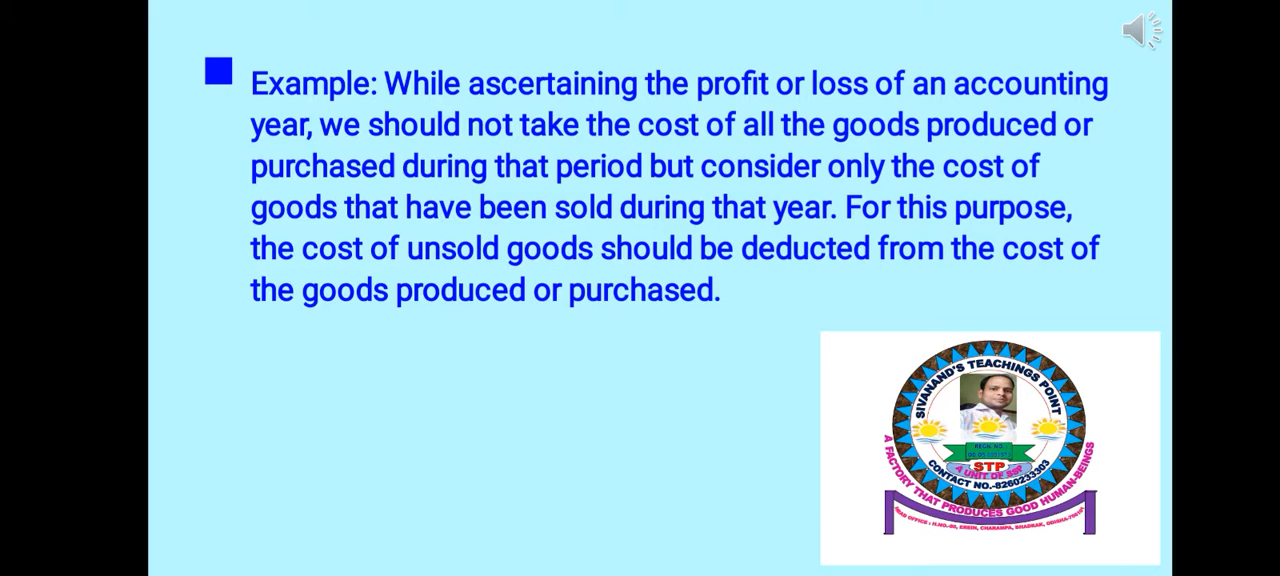 Example: While ascertaining the profit or loss of an accounting
year, we should not take the cost of all the goods produced or
purchased during that period but consider only the cost of
goods that have been sold during that year. For this purpose,
the cost of unsold goods should be deducted from the cost of
the goods produced or purchased.
SIVANAND'S TEACHINGS POINT
REGN. NO.
STP
A UNIT OF SSP
CONTACT NO.-8260233303
A FACTORY THAT PRODUCES GOOD HUMAN-BEINGS